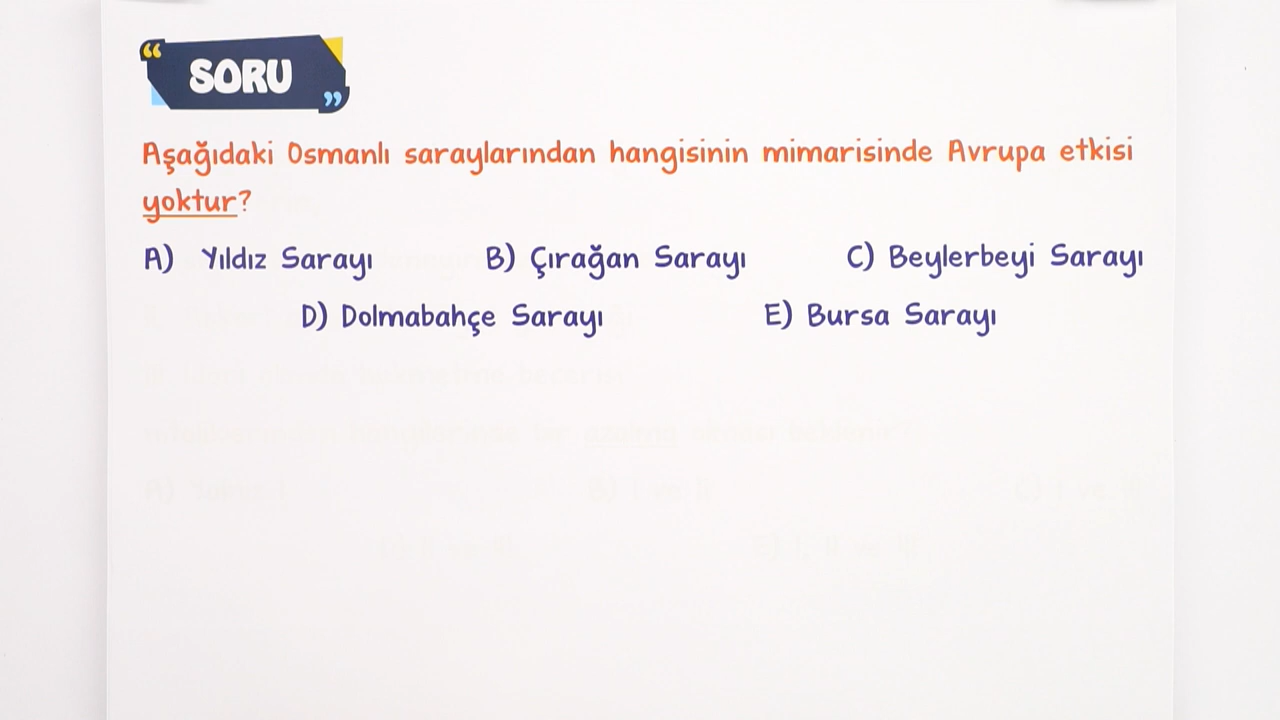 “ SORU ”
Aşağıdaki Osmanlı saraylarından hangisinin mimarisinde Avrupa etkisi
yoktur?
A) Yıldız Sarayı B) Çırağan Sarayı C) Beylerbeyi Sarayı
D) Dolmabahçe Sarayı E) Bursa Sarayı